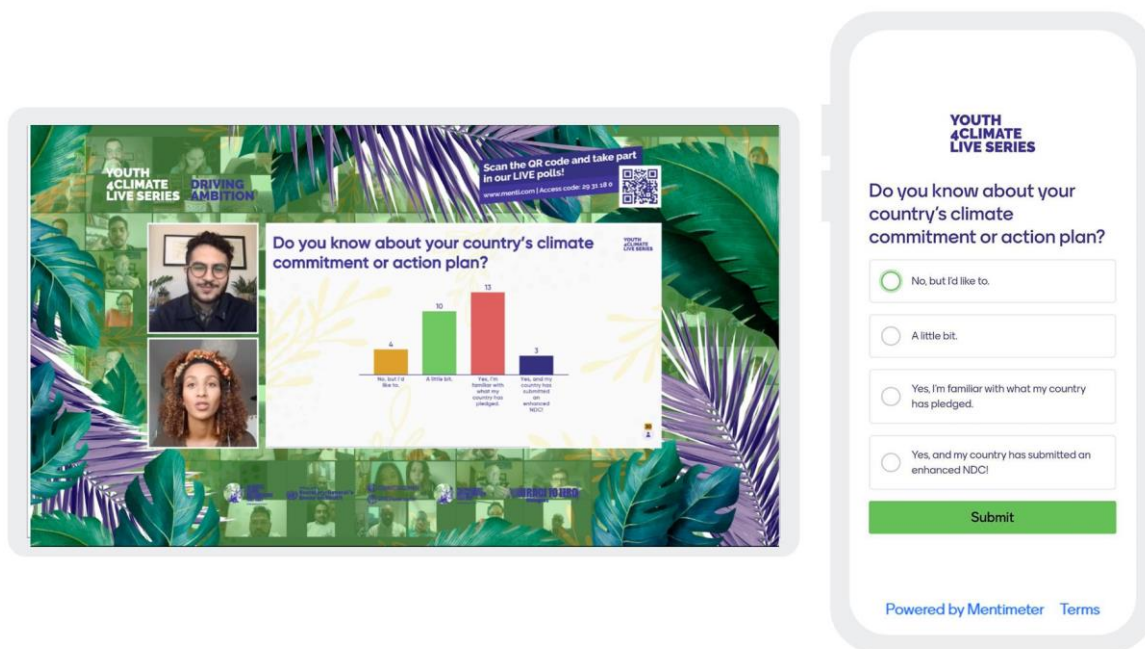 YOUTH
4CLIMATE
LIVE SERIES
DRIVING
AMBITION
Scan the QR code and take part
in our LIVE polls!
www.menti.com | Access code: 29 31 18 0
Do you know about your country's climate
commitment or action plan?
YOUTH
4CLIMATE
LIVE SERIES
4
10
13
3
No, but I'd
like to.
A little bit.
Yes, I'm
familiar with
what my
country has
pledged.
Yes, and my
country has
submitted
an
enhanced
NDC!
RACE TO ZERO
YOUTH
4CLIMATE
LIVE SERIES
Do you know about your
country's climate
commitment or action plan?
No, but I'd like to.
A little bit.
Yes, I'm familiar with what my country
has pledged.
Yes, and my country has submitted an
enhanced NDC!
Submit
Powered by Mentimeter Terms